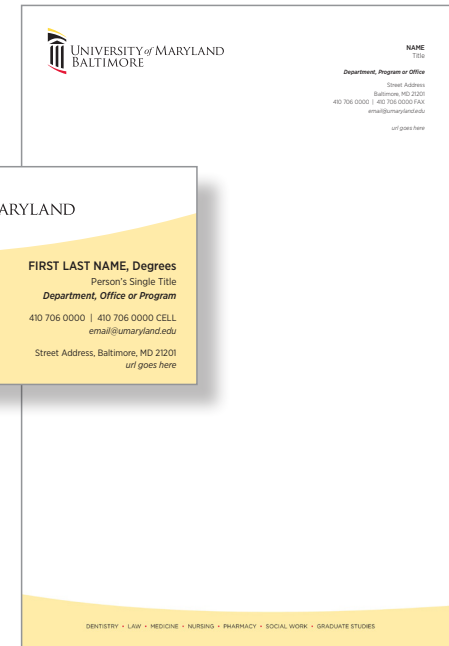 UNIVERSITY of MARYLAND
BALTIMORE
NAME
Title
Department, Program or Office
Street Address
Baltimore, MD 21201
410 706 0000 | 410 706 0000 FAX
email@umaryland.edu
url goes here
ARYLAND
FIRST LAST NAME, Degrees
Person's Single Title
Department, Office or Program
410 706 0000 | 410 706 0000 CELL
email@umaryland.edu
Street Address, Baltimore, MD 21201
url goes here
DENTISTRY • LAW • MEDICINE • NURSING • PHARMACY • SOCIAL WORK • GRADUATE STUDIES